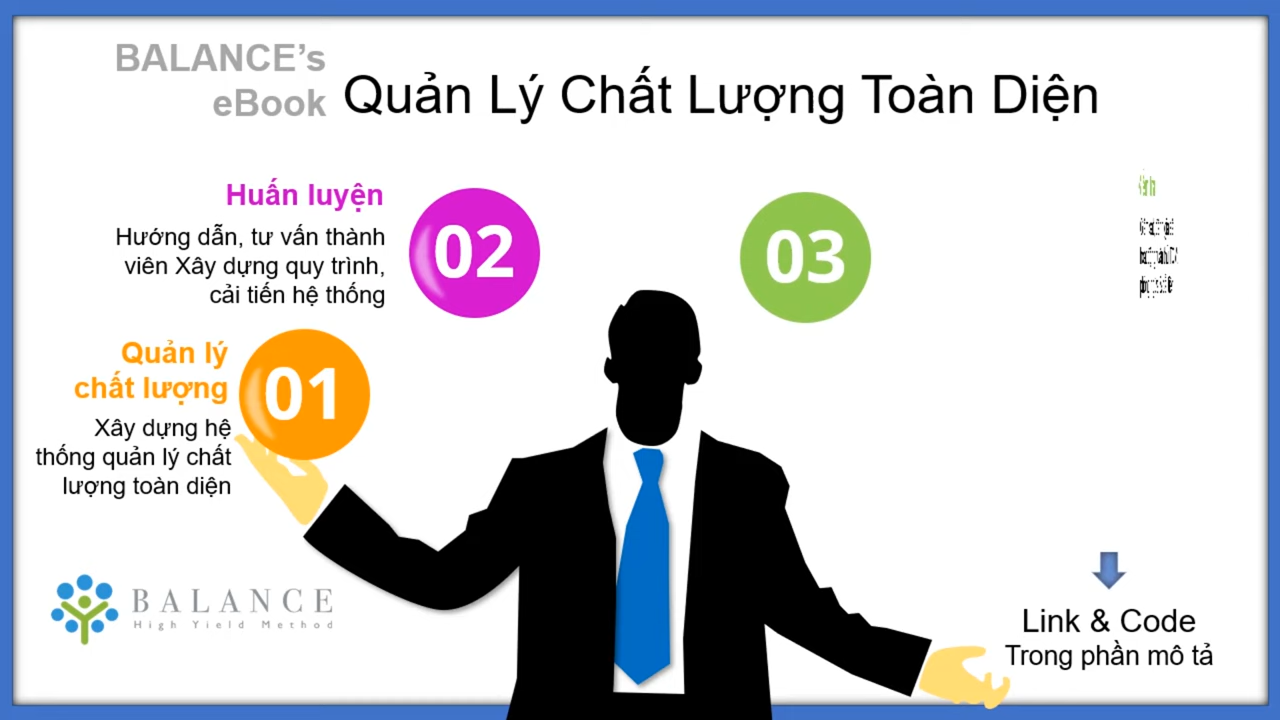 BALANCE’s
eBook
Quản Lý Chất Lượng Toàn Diện
Huấn luyện
Hướng dẫn, tư vấn thành
viên Xây dựng quy trình,
cải tiến hệ thống
02
03
Quản lý
chất lượng
01
Xây dựng hệ
thống quản lý chất
lượng toàn diện
BALANCE
High Yield Method
Link & Code
Trong phần mô tả